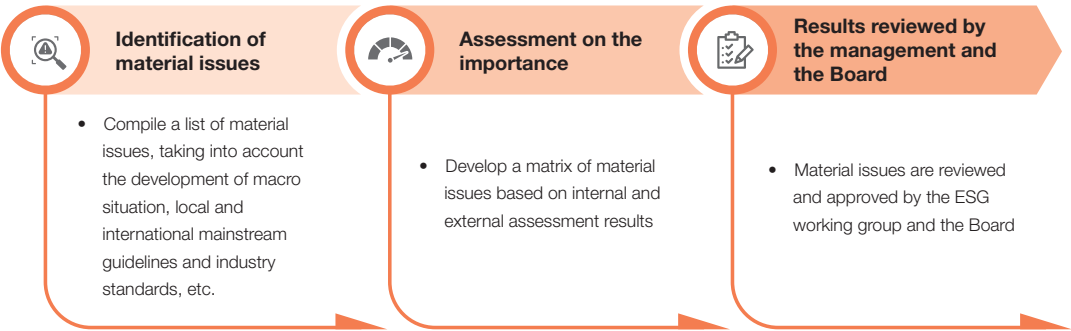 Identification of
material issues
• Compile a list of material
issues, taking into account
the development of macro
situation, local and
international mainstream
guidelines and industry
standards, etc.
Assessment on the
importance
• Develop a matrix of material
issues based on internal and
external assessment results
Results reviewed by
the management and
the Board
• Material issues are reviewed
and approved by the ESG
working group and the Board